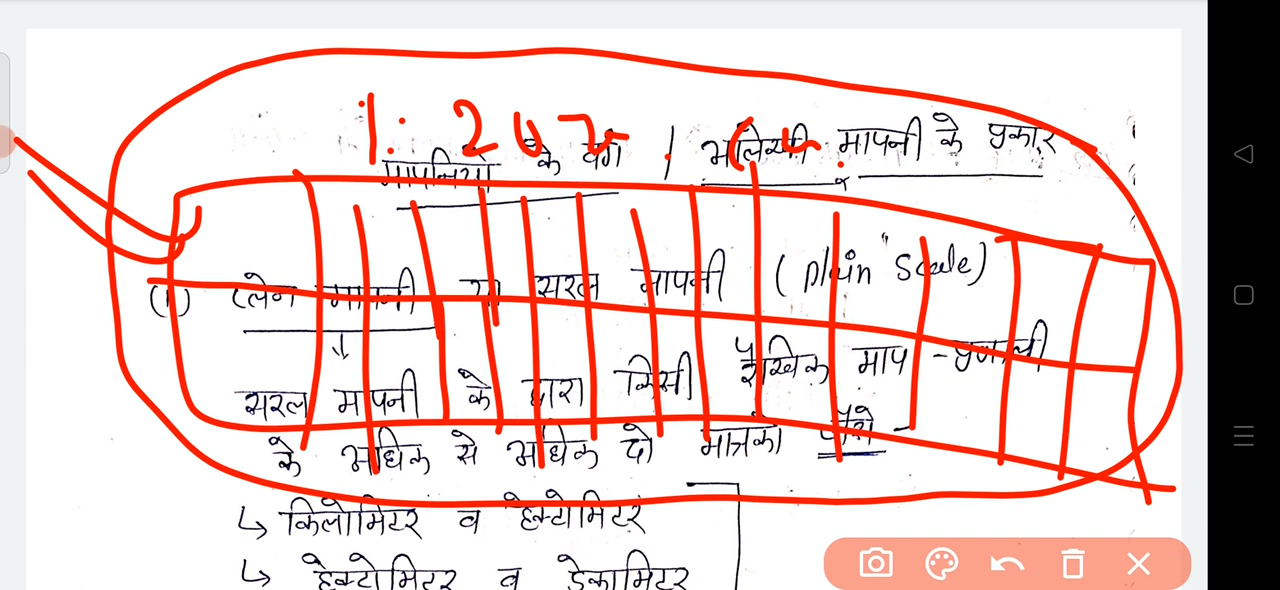 मापनियो के वर्ग / आलेखी मापनी के प्रकार
(1) प्लेन मापनी या सरल मापनी ( Plain "Scale)
सरल मापनी के द्वारा किसी रैखिक माप - प्रणाली
के अधिक से अधिक दो मात्रको जैसे -
↳ किलोमिटर व हेक्टोमिटर
↳ हेक्टोमिटर व डेकामिटर